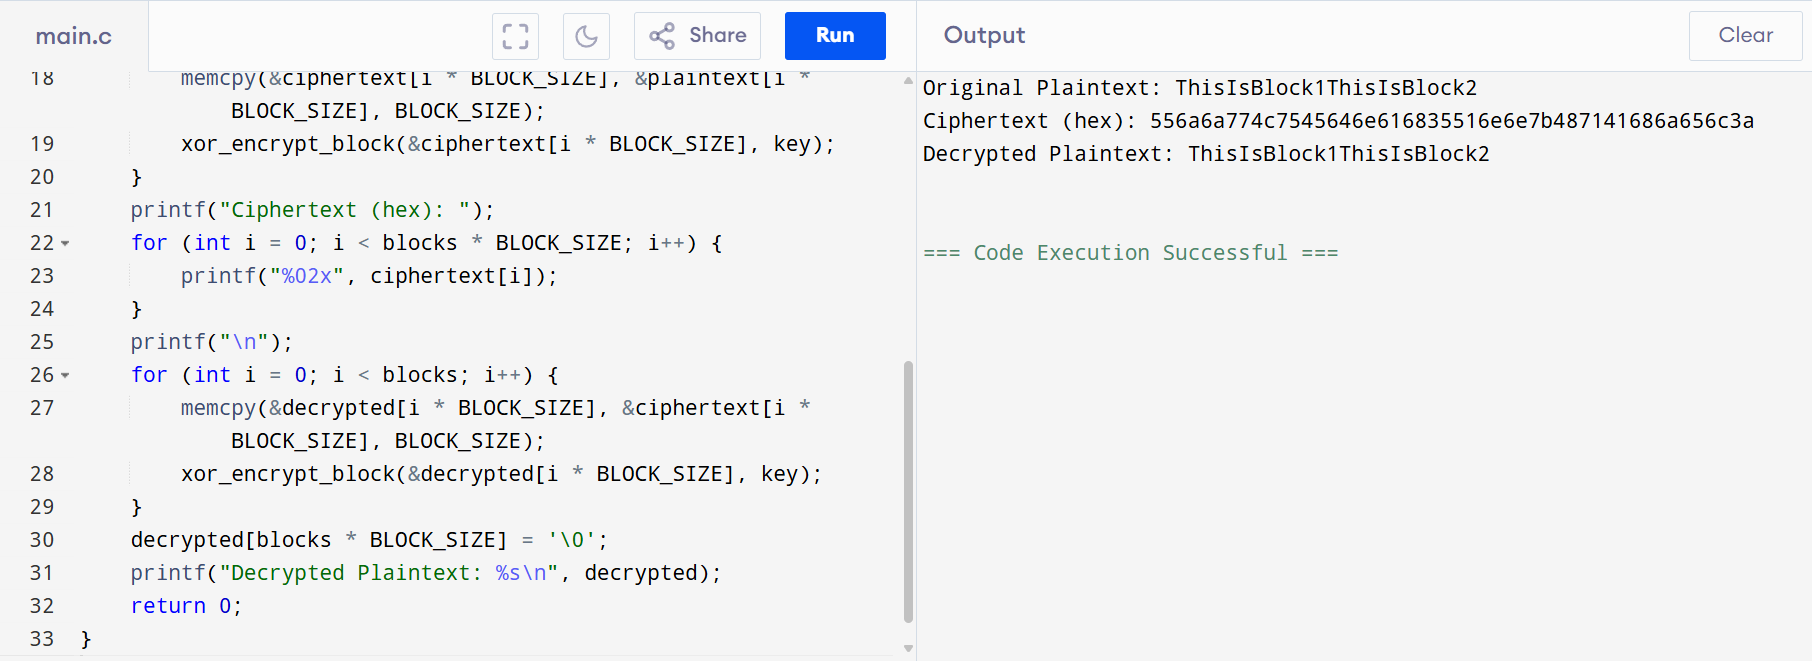 main.c
Share
Run
Output
Clear
18 memcpy(&ciphertext[i * BLOCK_SIZE], &plaintext[i *
BLOCK_SIZE], BLOCK_SIZE);
19 xor_encrypt_block(&ciphertext[i * BLOCK_SIZE], key);
20 }
21 printf("Ciphertext (hex): ");
22 for (int i = 0; i < blocks * BLOCK_SIZE; i++) {
23 printf("%02x", ciphertext[i]);
24 }
25 printf("\n");
26 for (int i = 0; i < blocks; i++) {
27 memcpy(&decrypted[i * BLOCK_SIZE], &ciphertext[i *
BLOCK_SIZE], BLOCK_SIZE);
28 xor_encrypt_block(&decrypted[i * BLOCK_SIZE], key);
29 }
30 decrypted[blocks * BLOCK_SIZE] = '\0';
31 printf("Decrypted Plaintext: %s\n", decrypted);
32 return 0;
33 }
Original Plaintext: ThisIsBlock1ThisIsBlock2
Ciphertext (hex): 556a6a774c7545646e616835516e6e7b487141686a656c3a
Decrypted Plaintext: ThisIsBlock1ThisIsBlock2
=== Code Execution Successful ===